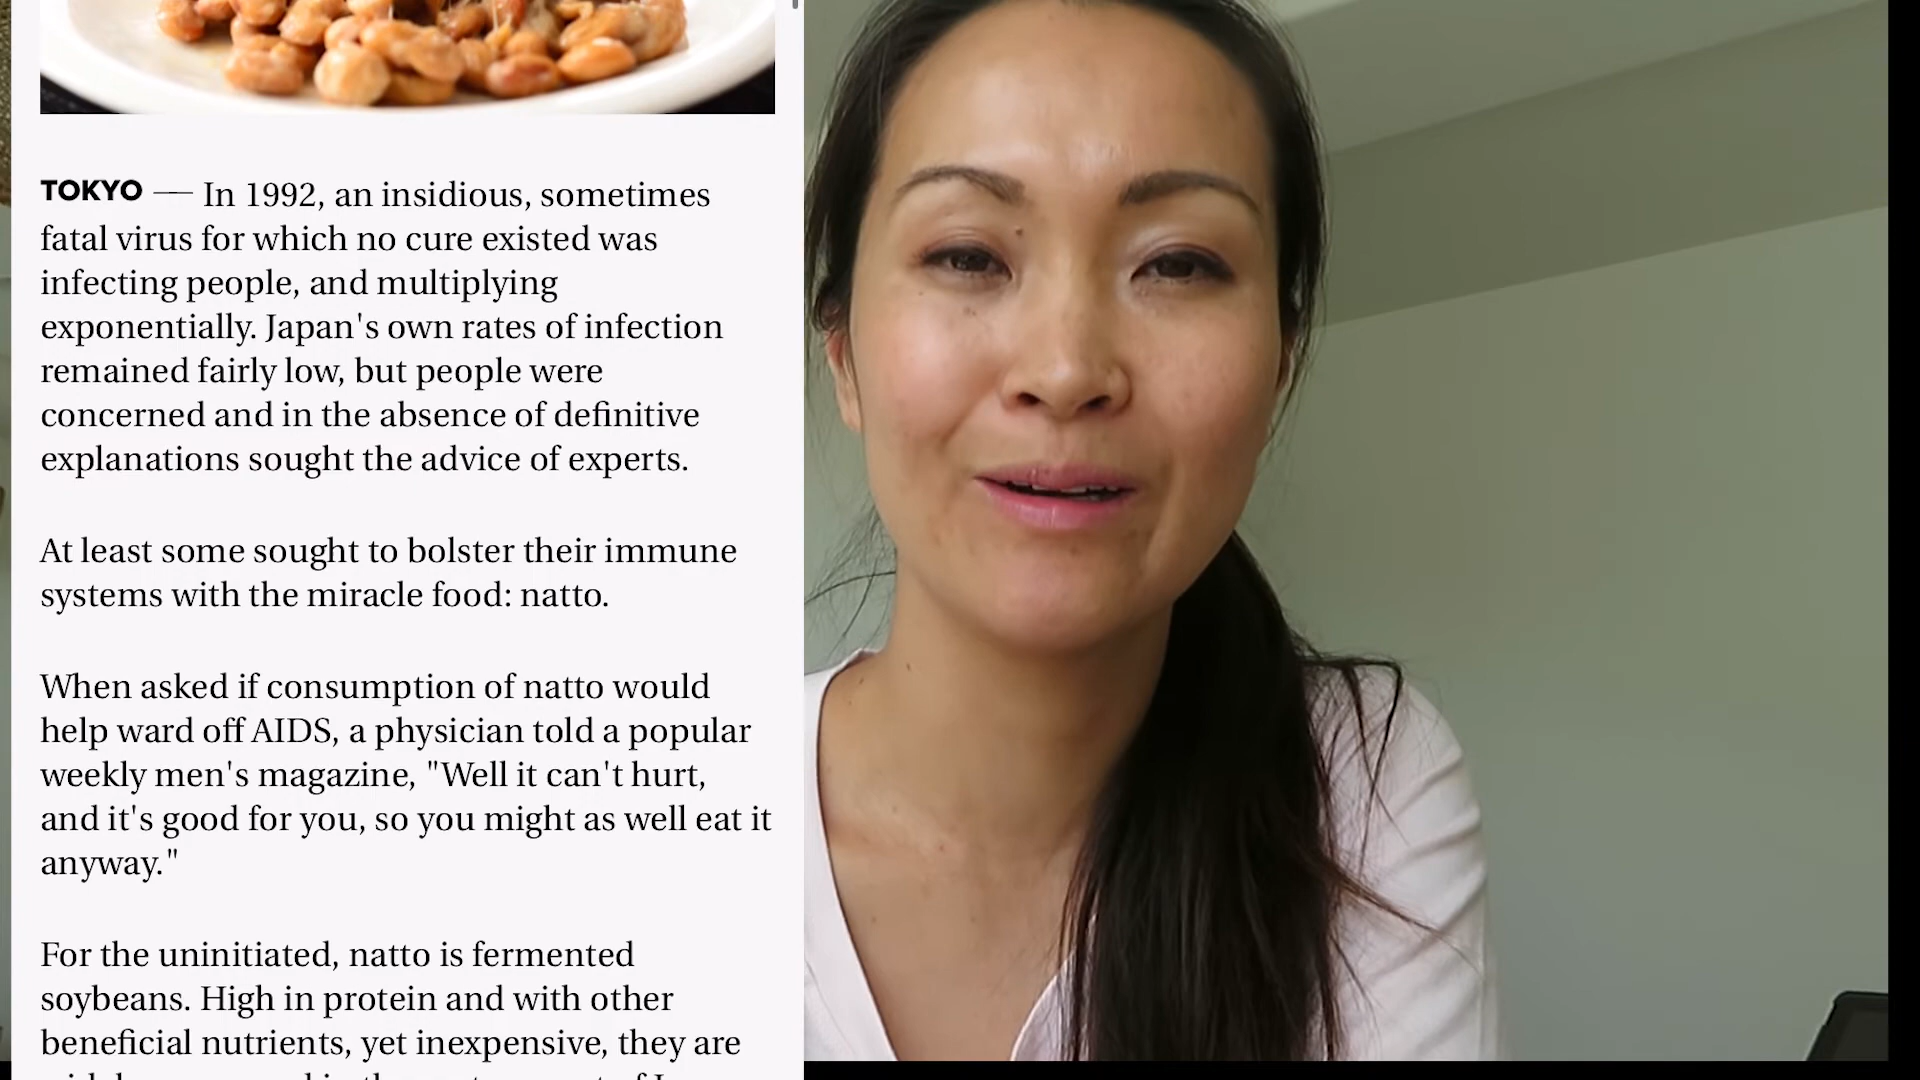 TOKYO — In 1992, an insidious, sometimes
fatal virus for which no cure existed was
infecting people, and multiplying
exponentially. Japan's own rates of infection
remained fairly low, but people were
concerned and in the absence of definitive
explanations sought the advice of experts.
At least some sought to bolster their immune
systems with the miracle food: natto.
When asked if consumption of natto would
help ward off AIDS, a physician told a popular
weekly men's magazine, "Well it can't hurt,
and it's good for you, so you might as well eat it
anyway."
For the uninitiated, natto is fermented
soybeans. High in protein and with other
beneficial nutrients, yet inexpensive, they are